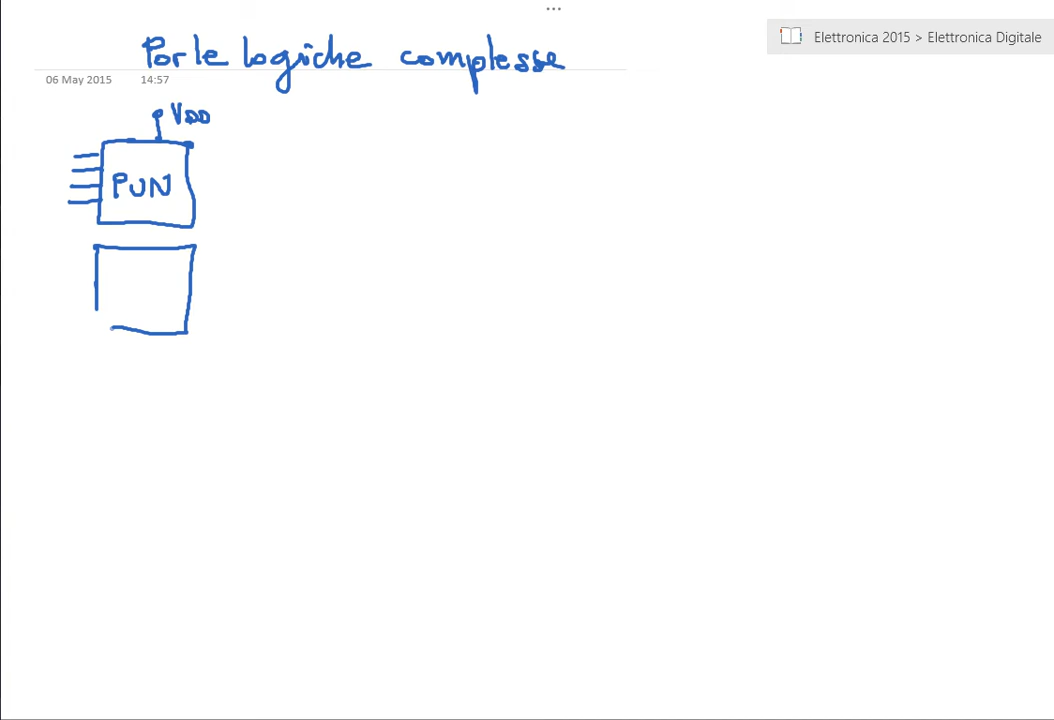 Elettronica 2015 > Elettronica Digitale
Porte logiche complesse
06 May 2015 14:57
VDD
PUN